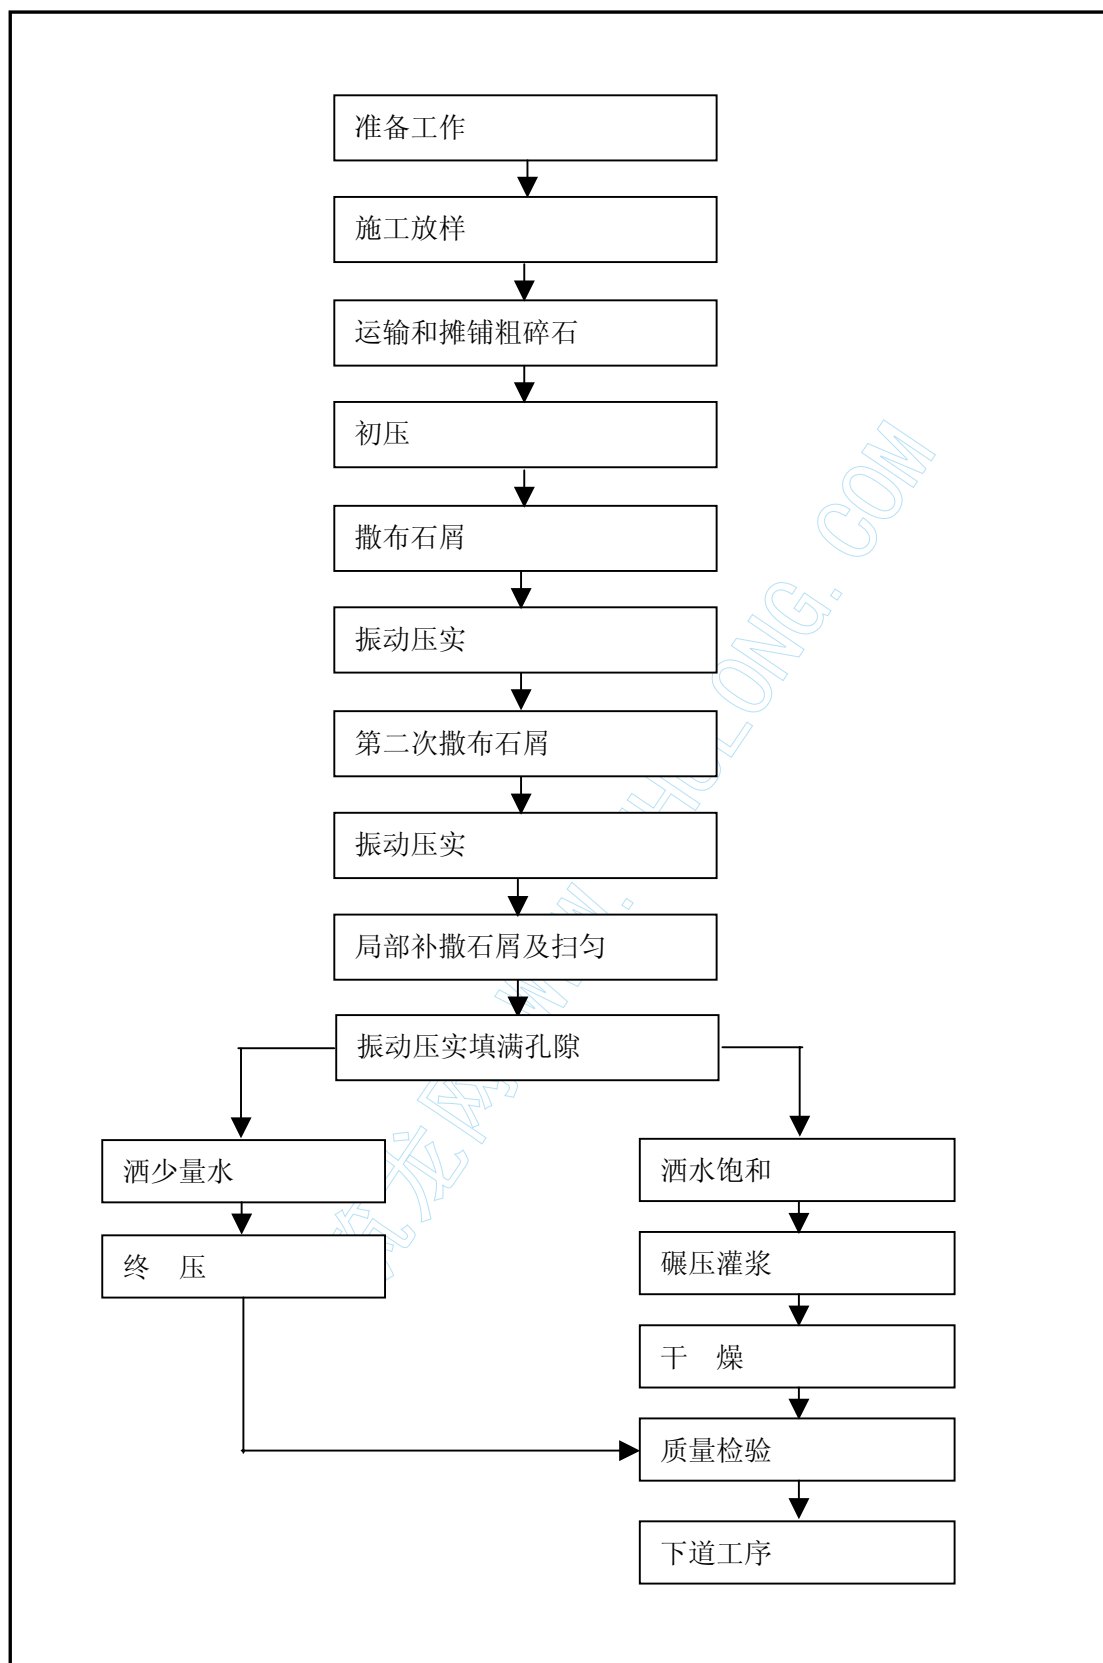 准备工作
施工放样
运输和摊铺粗碎石
初压
撒布石屑
振动压实
第二次撒布石屑
振动压实
局部补撒石屑及扫匀
振动压实填满孔隙
洒少量水
终 压
洒水饱和
碾压灌浆
干 燥
质量检验
下道工序